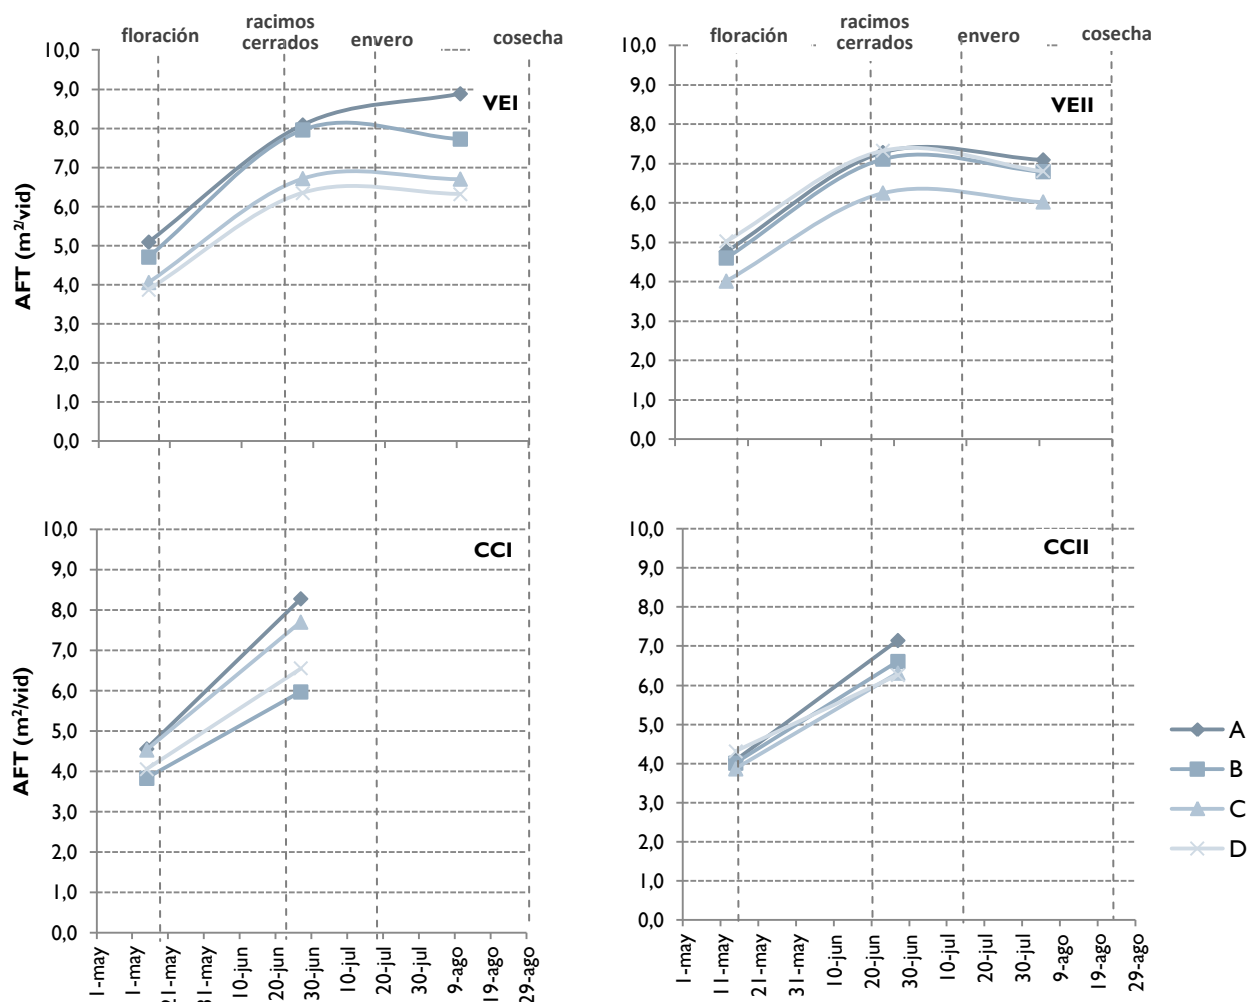 floración
racimos
cerrados
envero
cosecha
10,0
9,0
8,0
7,0
6,0
5,0
4,0
3,0
2,0
1,0
0,0
AFT (m²/vid)
VEI
floración
racimos
cerrados
envero
cosecha
10,0
9,0
8,0
7,0
6,0
5,0
4,0
3,0
2,0
1,0
0,0
VEII
10,0
9,0
8,0
7,0
6,0
5,0
4,0
3,0
2,0
1,0
0,0
AFT (m²/vid)
CCI
1-may
1-may
21-may
31-may
10-jun
20-jun
30-jun
10-jul
20-jul
30-jul
9-ago
19-ago
29-ago
10,0
9,0
8,0
7,0
6,0
5,0
4,0
3,0
2,0
1,0
0,0
CCII
1-may
11-may
21-may
31-may
10-jun
20-jun
30-jun
10-jul
20-jul
30-jul
9-ago
19-ago
29-ago
A
B
C
D